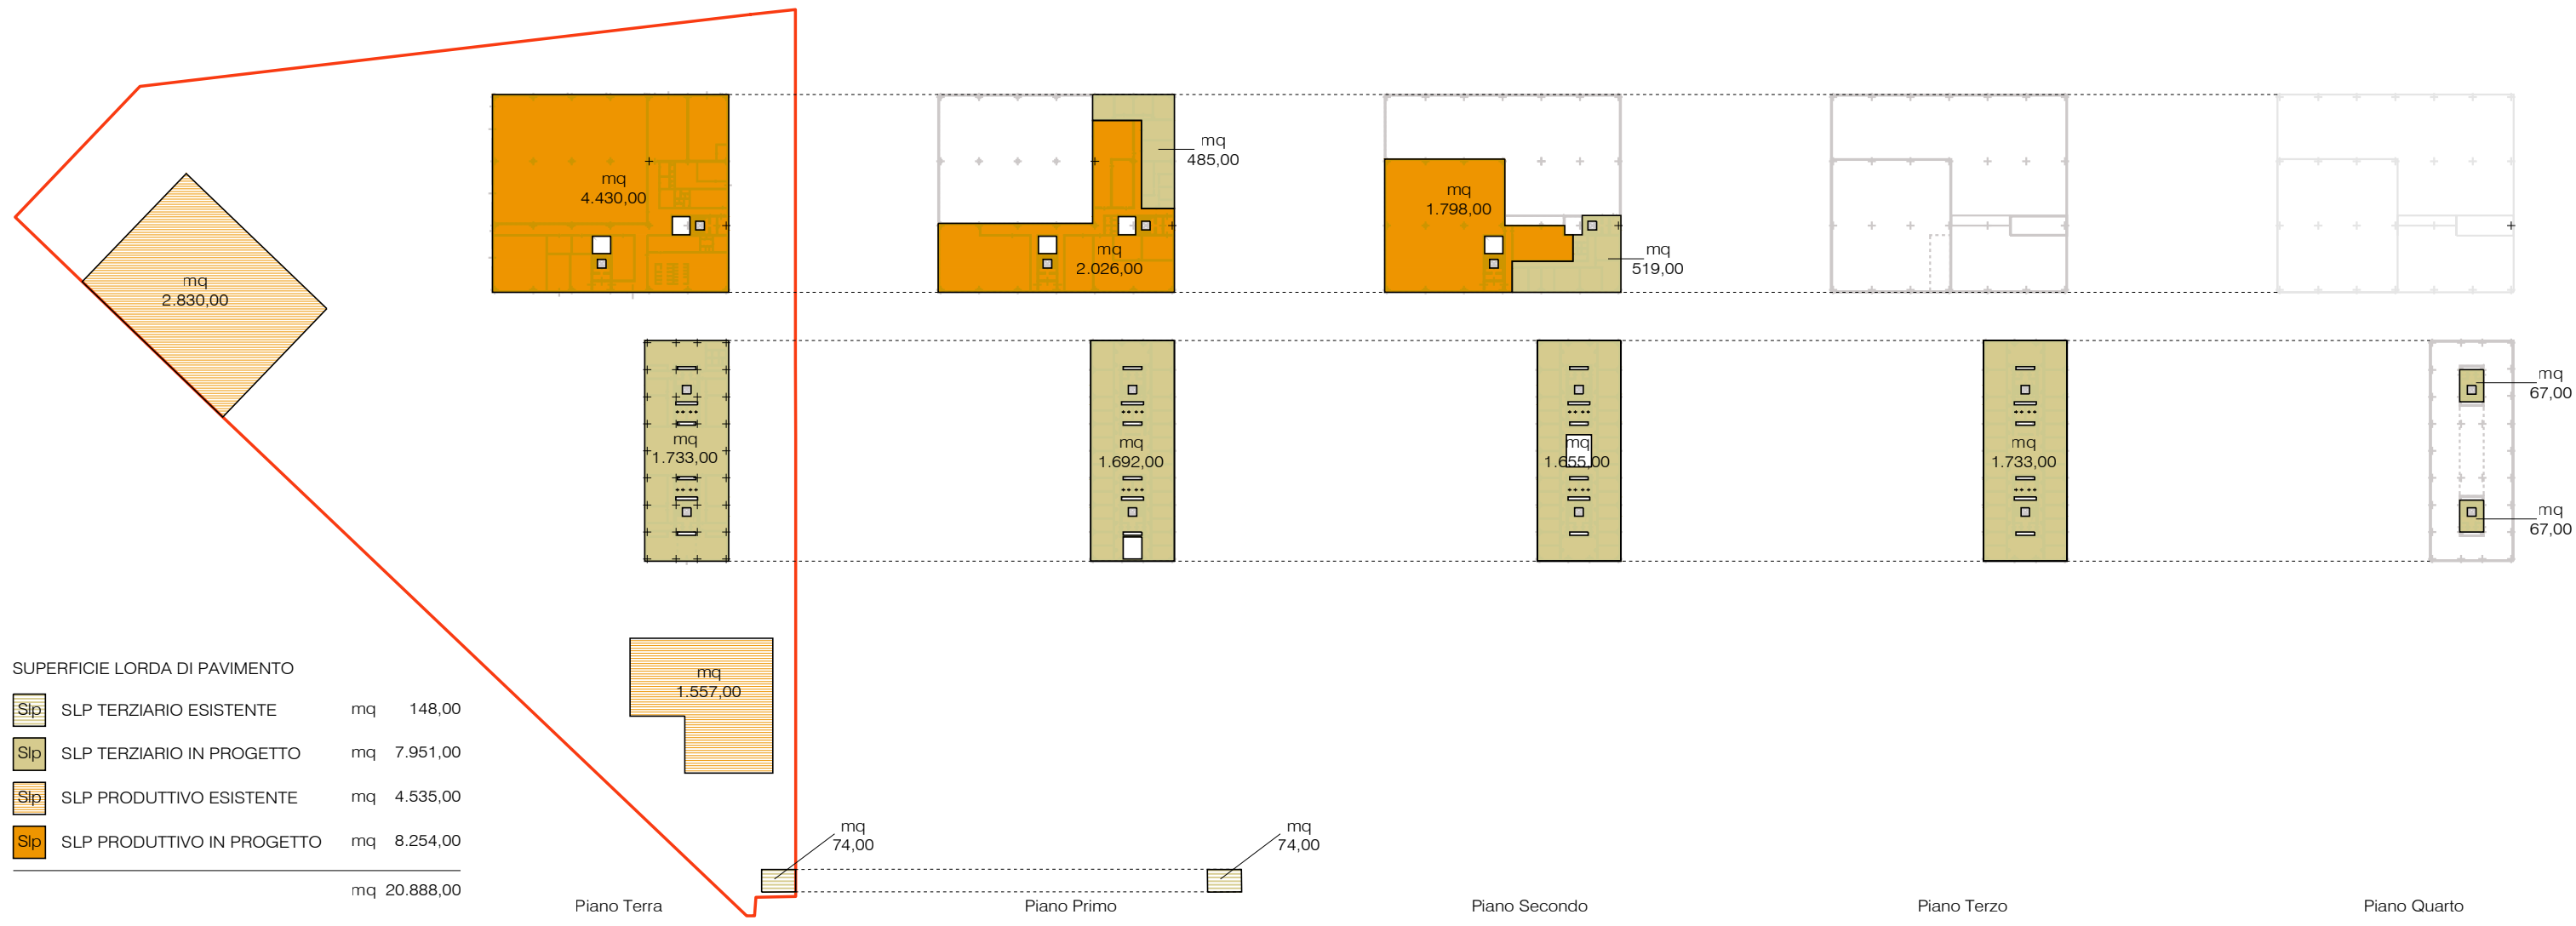 mq
4.430,00
mq
485,00
mq
2.026,00
mq
1.798,00
mq
519,00
mq
2.830,00
mq
1.733,00
mq
1.692,00
mq
1.655,00
mq
1.733,00
mq
67,00
mq
67,00
mq
1.557,00
SUPERFICIE LORDA DI PAVIMENTO
Slp SLP TERZIARIO ESISTENTE mq 148,00
Slp SLP TERZIARIO IN PROGETTO mq 7.951,00
Slp SLP PRODUTTIVO ESISTENTE mq 4.535,00
Slp SLP PRODUTTIVO IN PROGETTO mq 8.254,00
mq 20.888,00
mq
74,00
mq
74,00
Piano Terra
Piano Primo
Piano Secondo
Piano Terzo
Piano Quarto